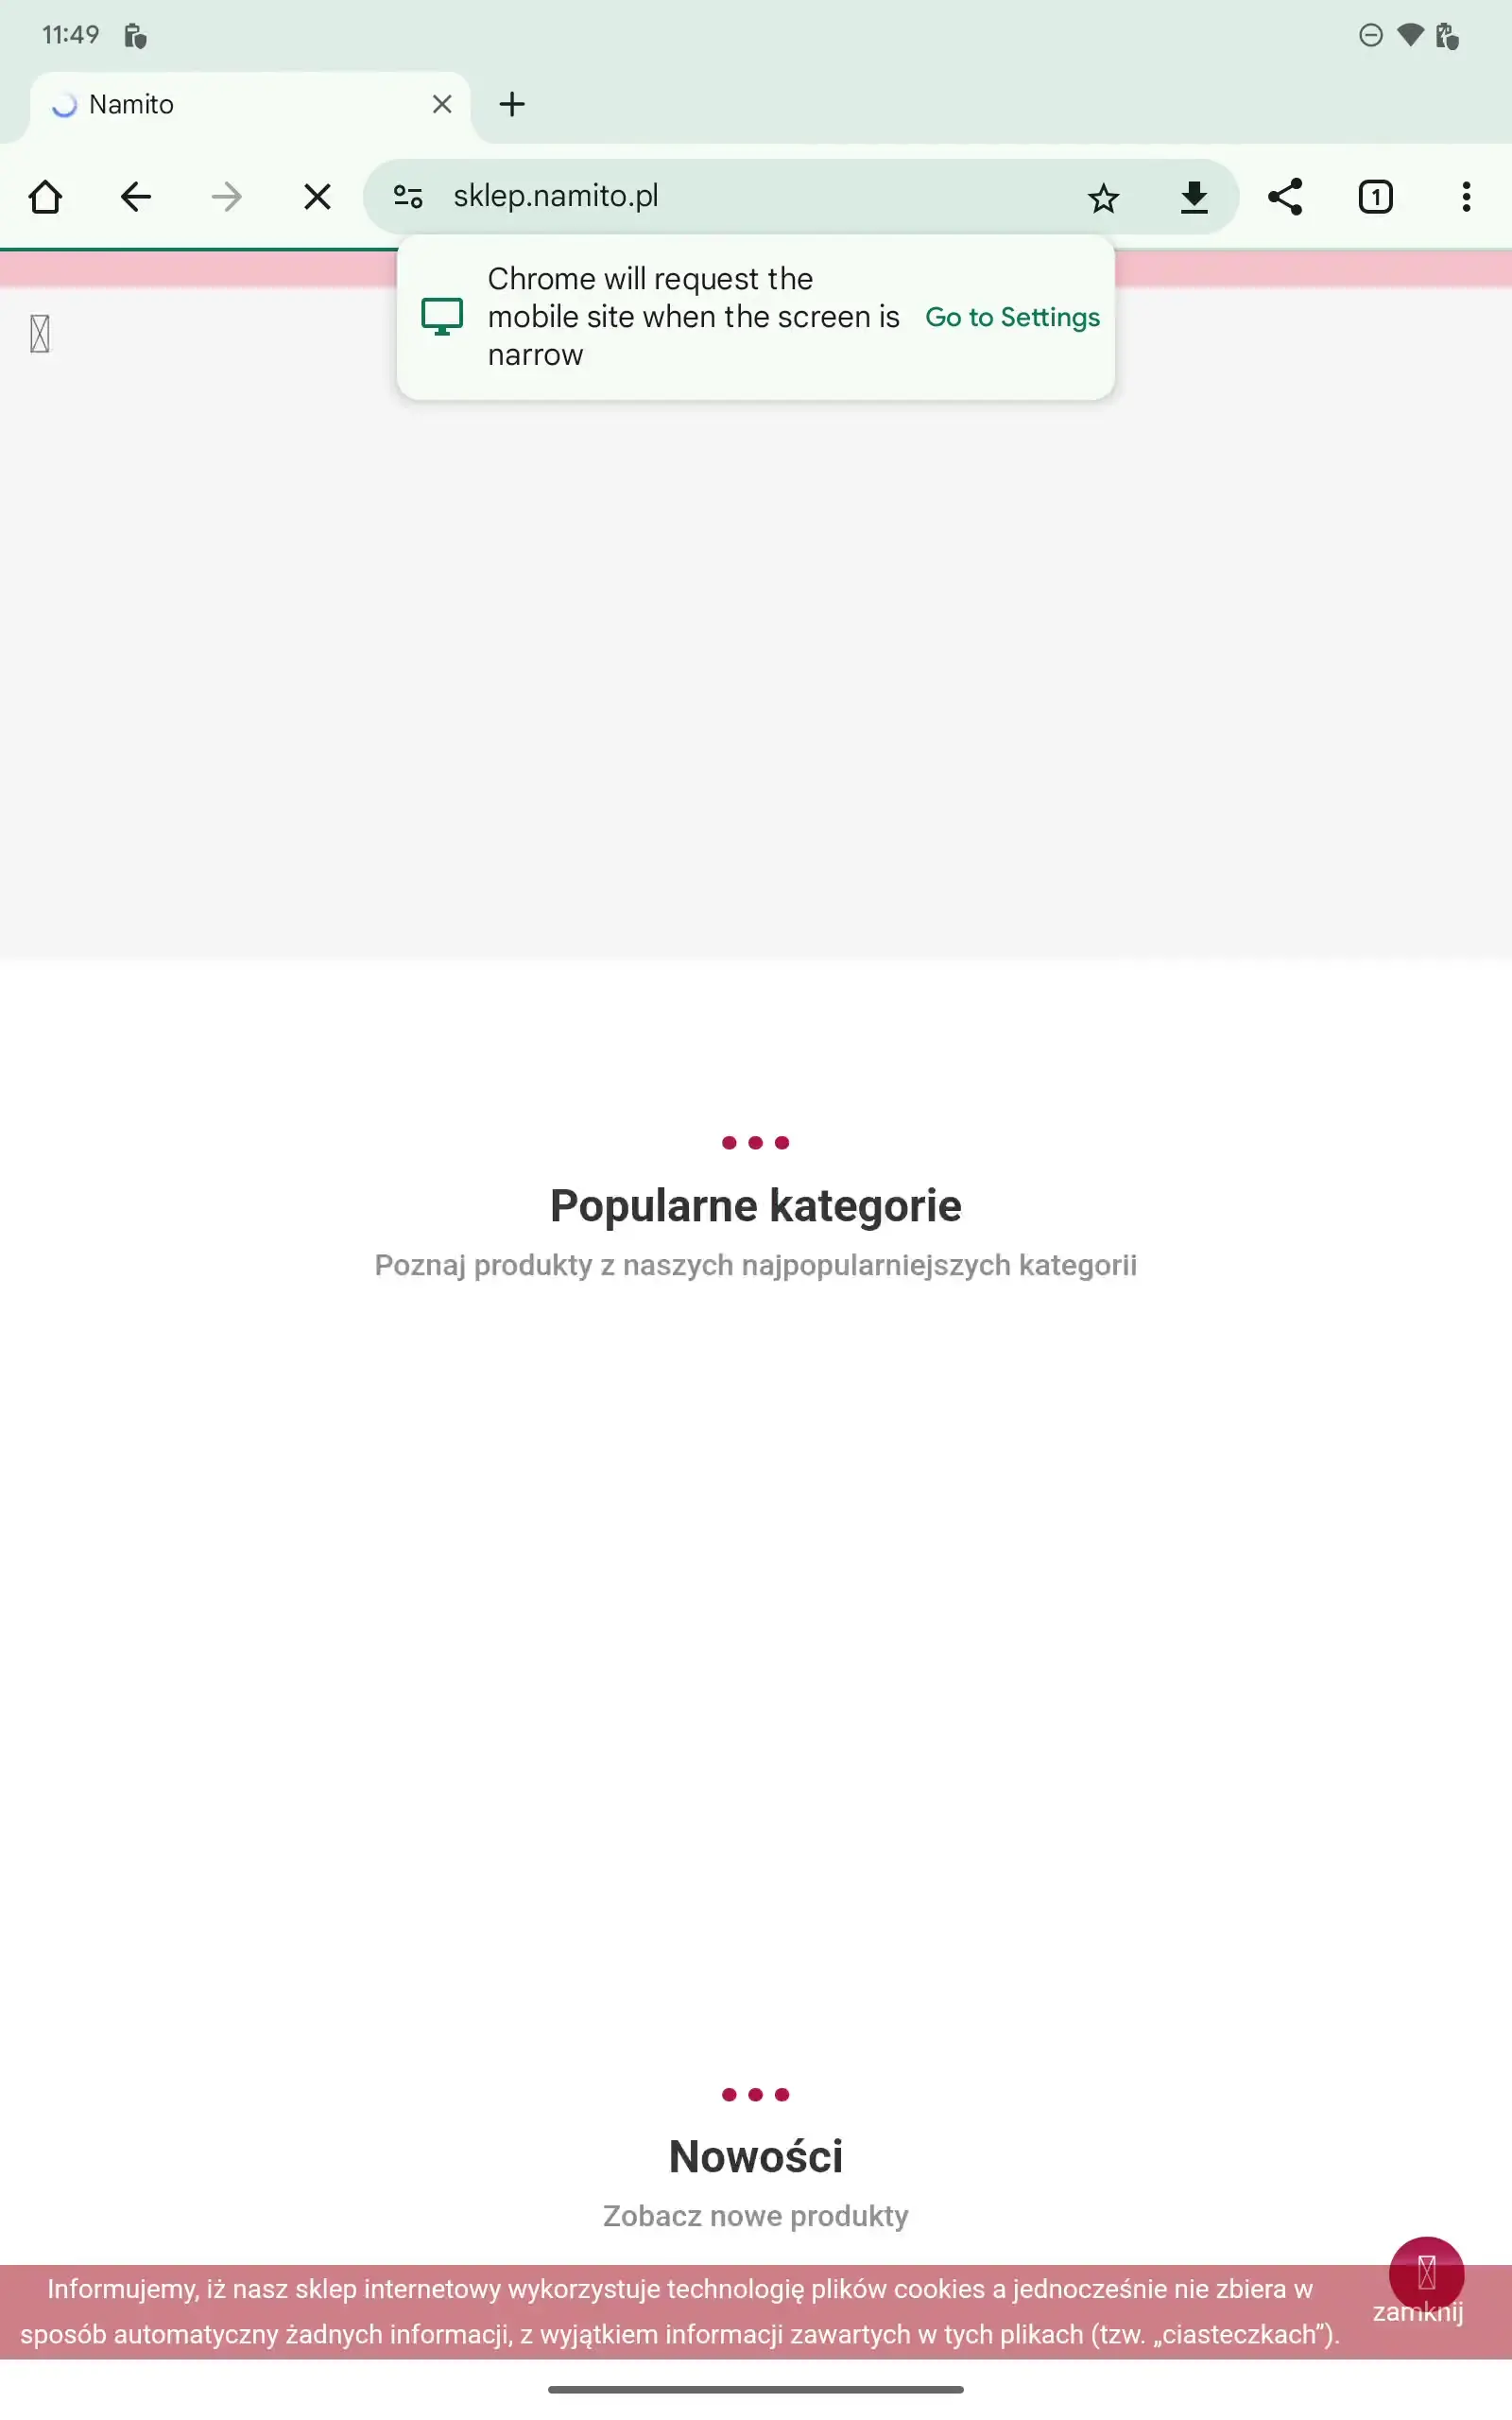 11:49
Namito
sklep.namito.pl
1
Chrome will request the
mobile site when the screen is
narrow
Go to Settings
Popularne kategorie
Poznaj produkty z naszych najpopularniejszych kategorii
Nowości
Zobacz nowe produkty
Informujemy, iż nasz sklep internetowy wykorzystuje technologię plików cookies a jednocześnie nie zbiera w
sposób automatyczny żadnych informacji, z wyjątkiem informacji zawartych w tych plikach (tzw. „ciasteczkach”).
zamknij